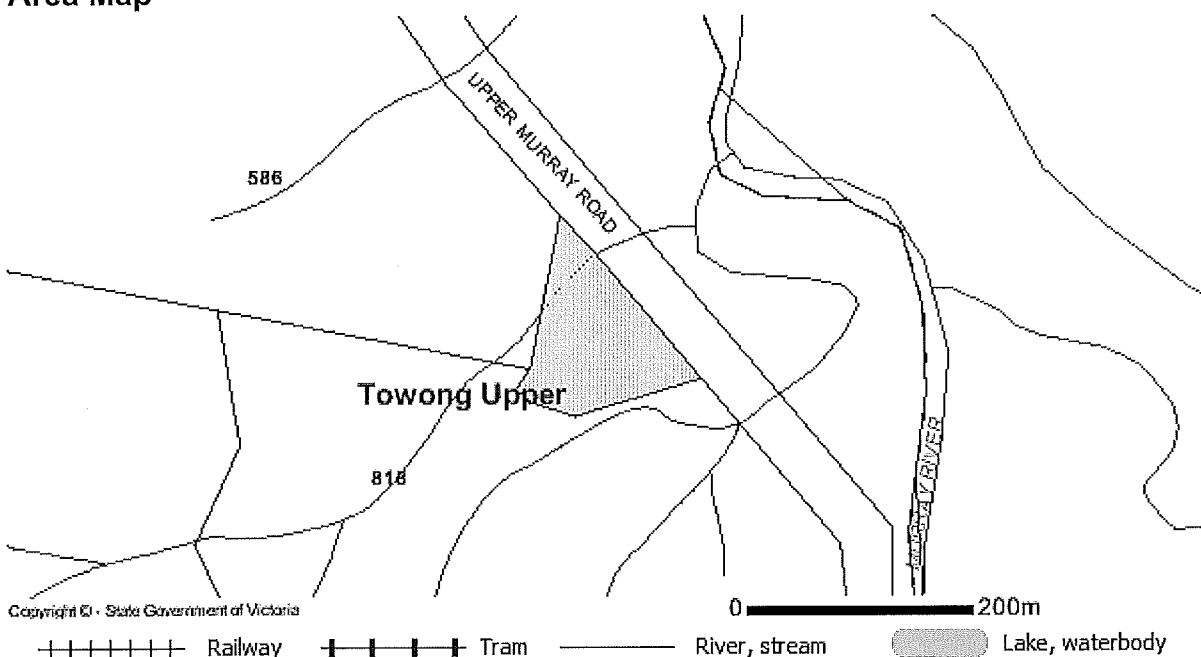 Area Map
UPPER MURRAY ROAD
586
Towong Upper
818
RIVER
Copyright © - State Government of Victoria
0 200m
Railway Tram River, stream Lake, waterbody